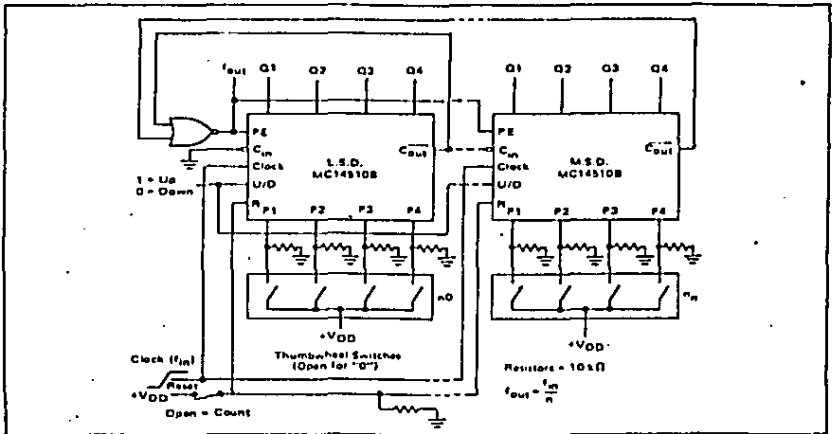 fout Q1 Q2 Q3 Q4 Q1 Q2 Q3 Q4
PE PE
Cin L.S.D. Cout Cin M.S.D. Cout
Clock MC14510B Clock MC14510B
1 = Up
0 = Down
U/D U/D
R R
P1 P2 P3 P4 P1 P2 P3 P4
n0 nn
+VDD +VDD
Thumbwheel Switches
(Open for "0")
Clock (fin)
Reset
+VDD
Open = Count
Resistors = 10 kΩ
fout = fin/n